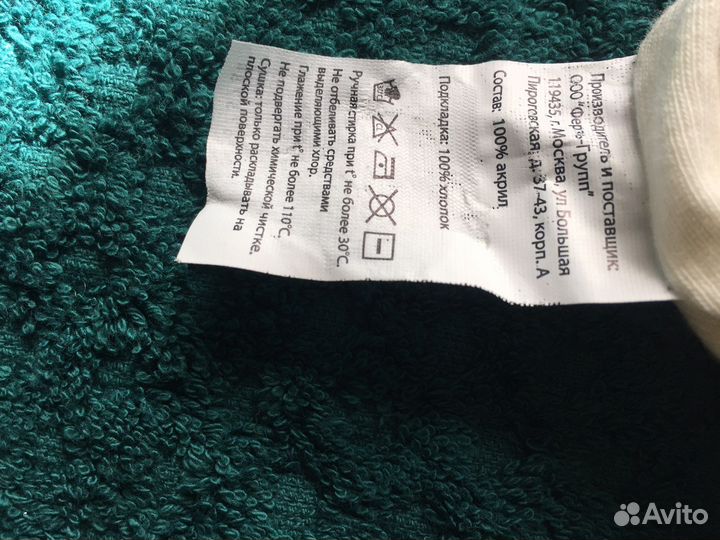 Производитель и поставщик:
ООО "Ферт-Групп"
119435, г. Москва, ул. Большая
Пироговская, д. 37-43, корп. А
Состав: 100% акрил
Подкладка: 100% хлопок
Ручная стирка при t° не более 30°С.
Не отбеливать средствами
выделяющими хлор.
Глажение при t° не более 110°С.
Не подвергать химической чистке.
Сушка: только раскладывать на
плоской поверхности.
Avito